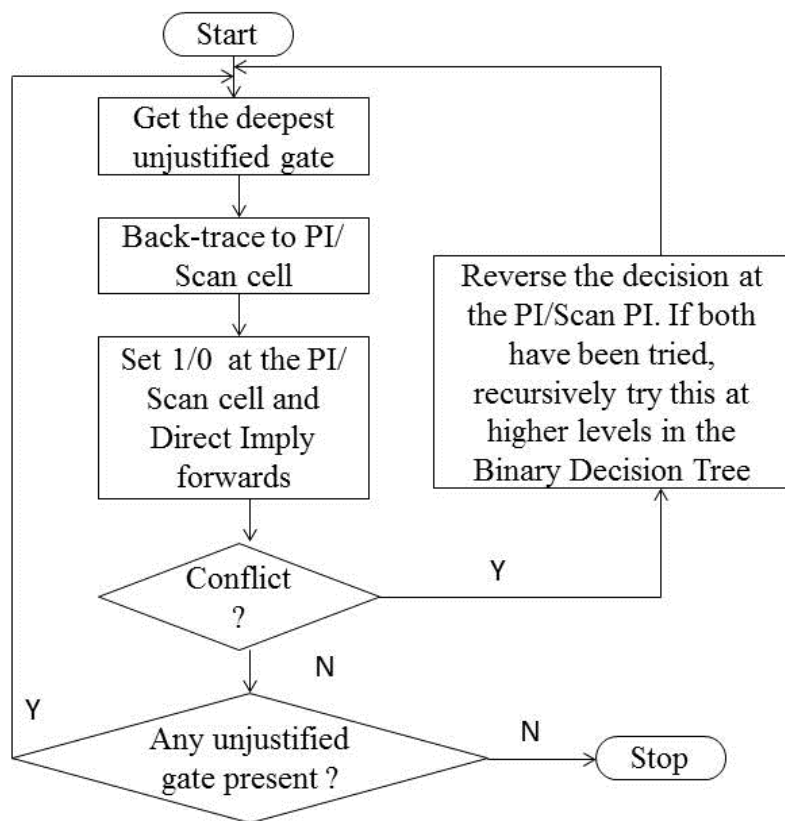 Start
Get the deepest
unjustified gate
Back-trace to PI/
Scan cell
Set 1/0 at the PI/
Scan cell and
Direct Imply
forwards
Reverse the decision at
the PI/Scan PI. If both
have been tried,
recursively try this at
higher levels in the
Binary Decision Tree
Conflict
?
Y
N
Y
Any unjustified
gate present ?
N
Stop